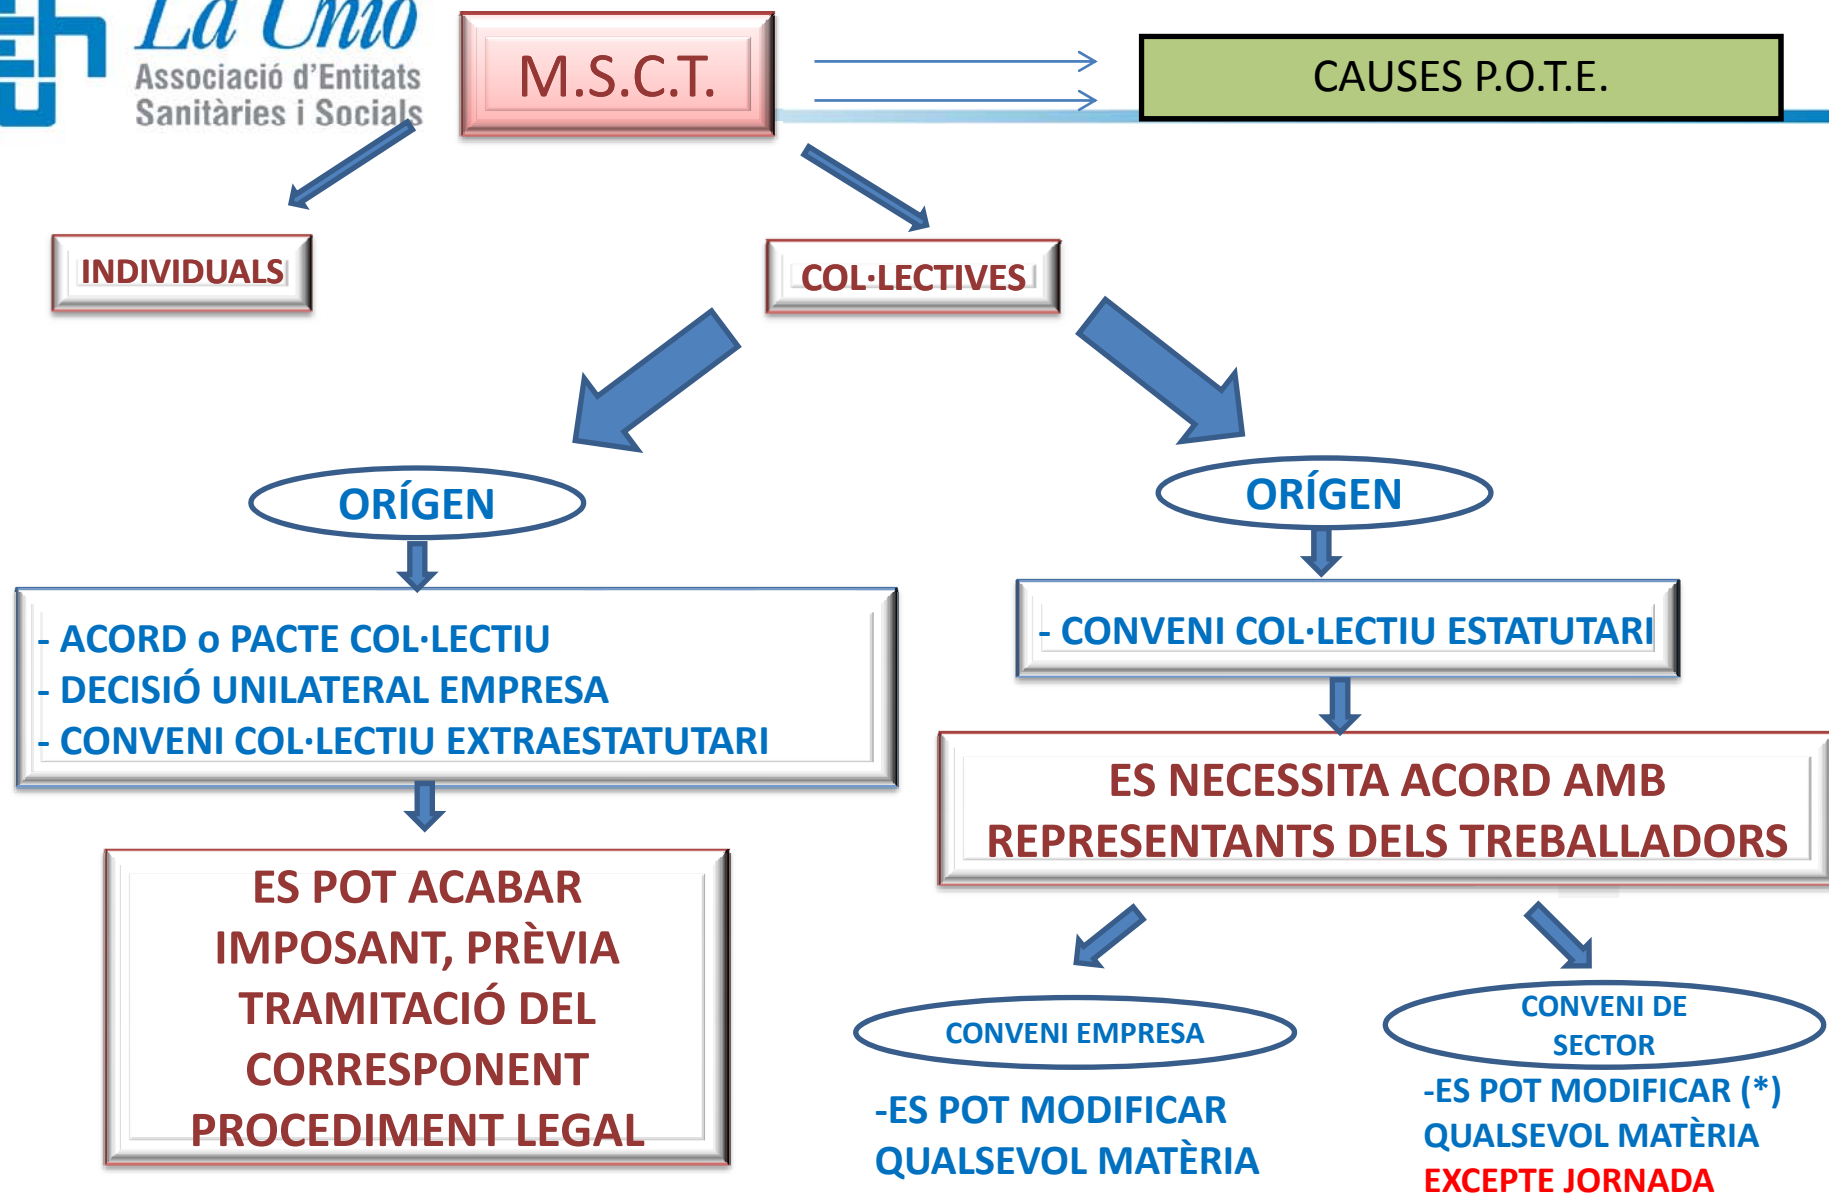 La Unió
Associació d'Entitats
Sanitàries i Socials
M.S.C.T.
CAUSES P.O.T.E.
INDIVIDUALS
COL·LECTIVES
ORÍGEN
- ACORD o PACTE COL·LECTIU
- DECISIÓ UNILATERAL EMPRESA
- CONVENI COL·LECTIU EXTRAESTATUTARI
ES POT ACABAR
IMPOSANT, PRÈVIA
TRAMITACIÓ DEL
CORRESPONENT
PROCEDIMENT LEGAL
ORÍGEN
- CONVENI COL·LECTIU ESTATUTARI
ES NECESSITA ACORD AMB
REPRESENTANTS DELS TREBALLADORS
CONVENI EMPRESA
-ES POT MODIFICAR
QUALSEVOL MATÈRIA
CONVENI DE
SECTOR
-ES POT MODIFICAR (*)
QUALSEVOL MATÈRIA
EXCEPTE JORNADA